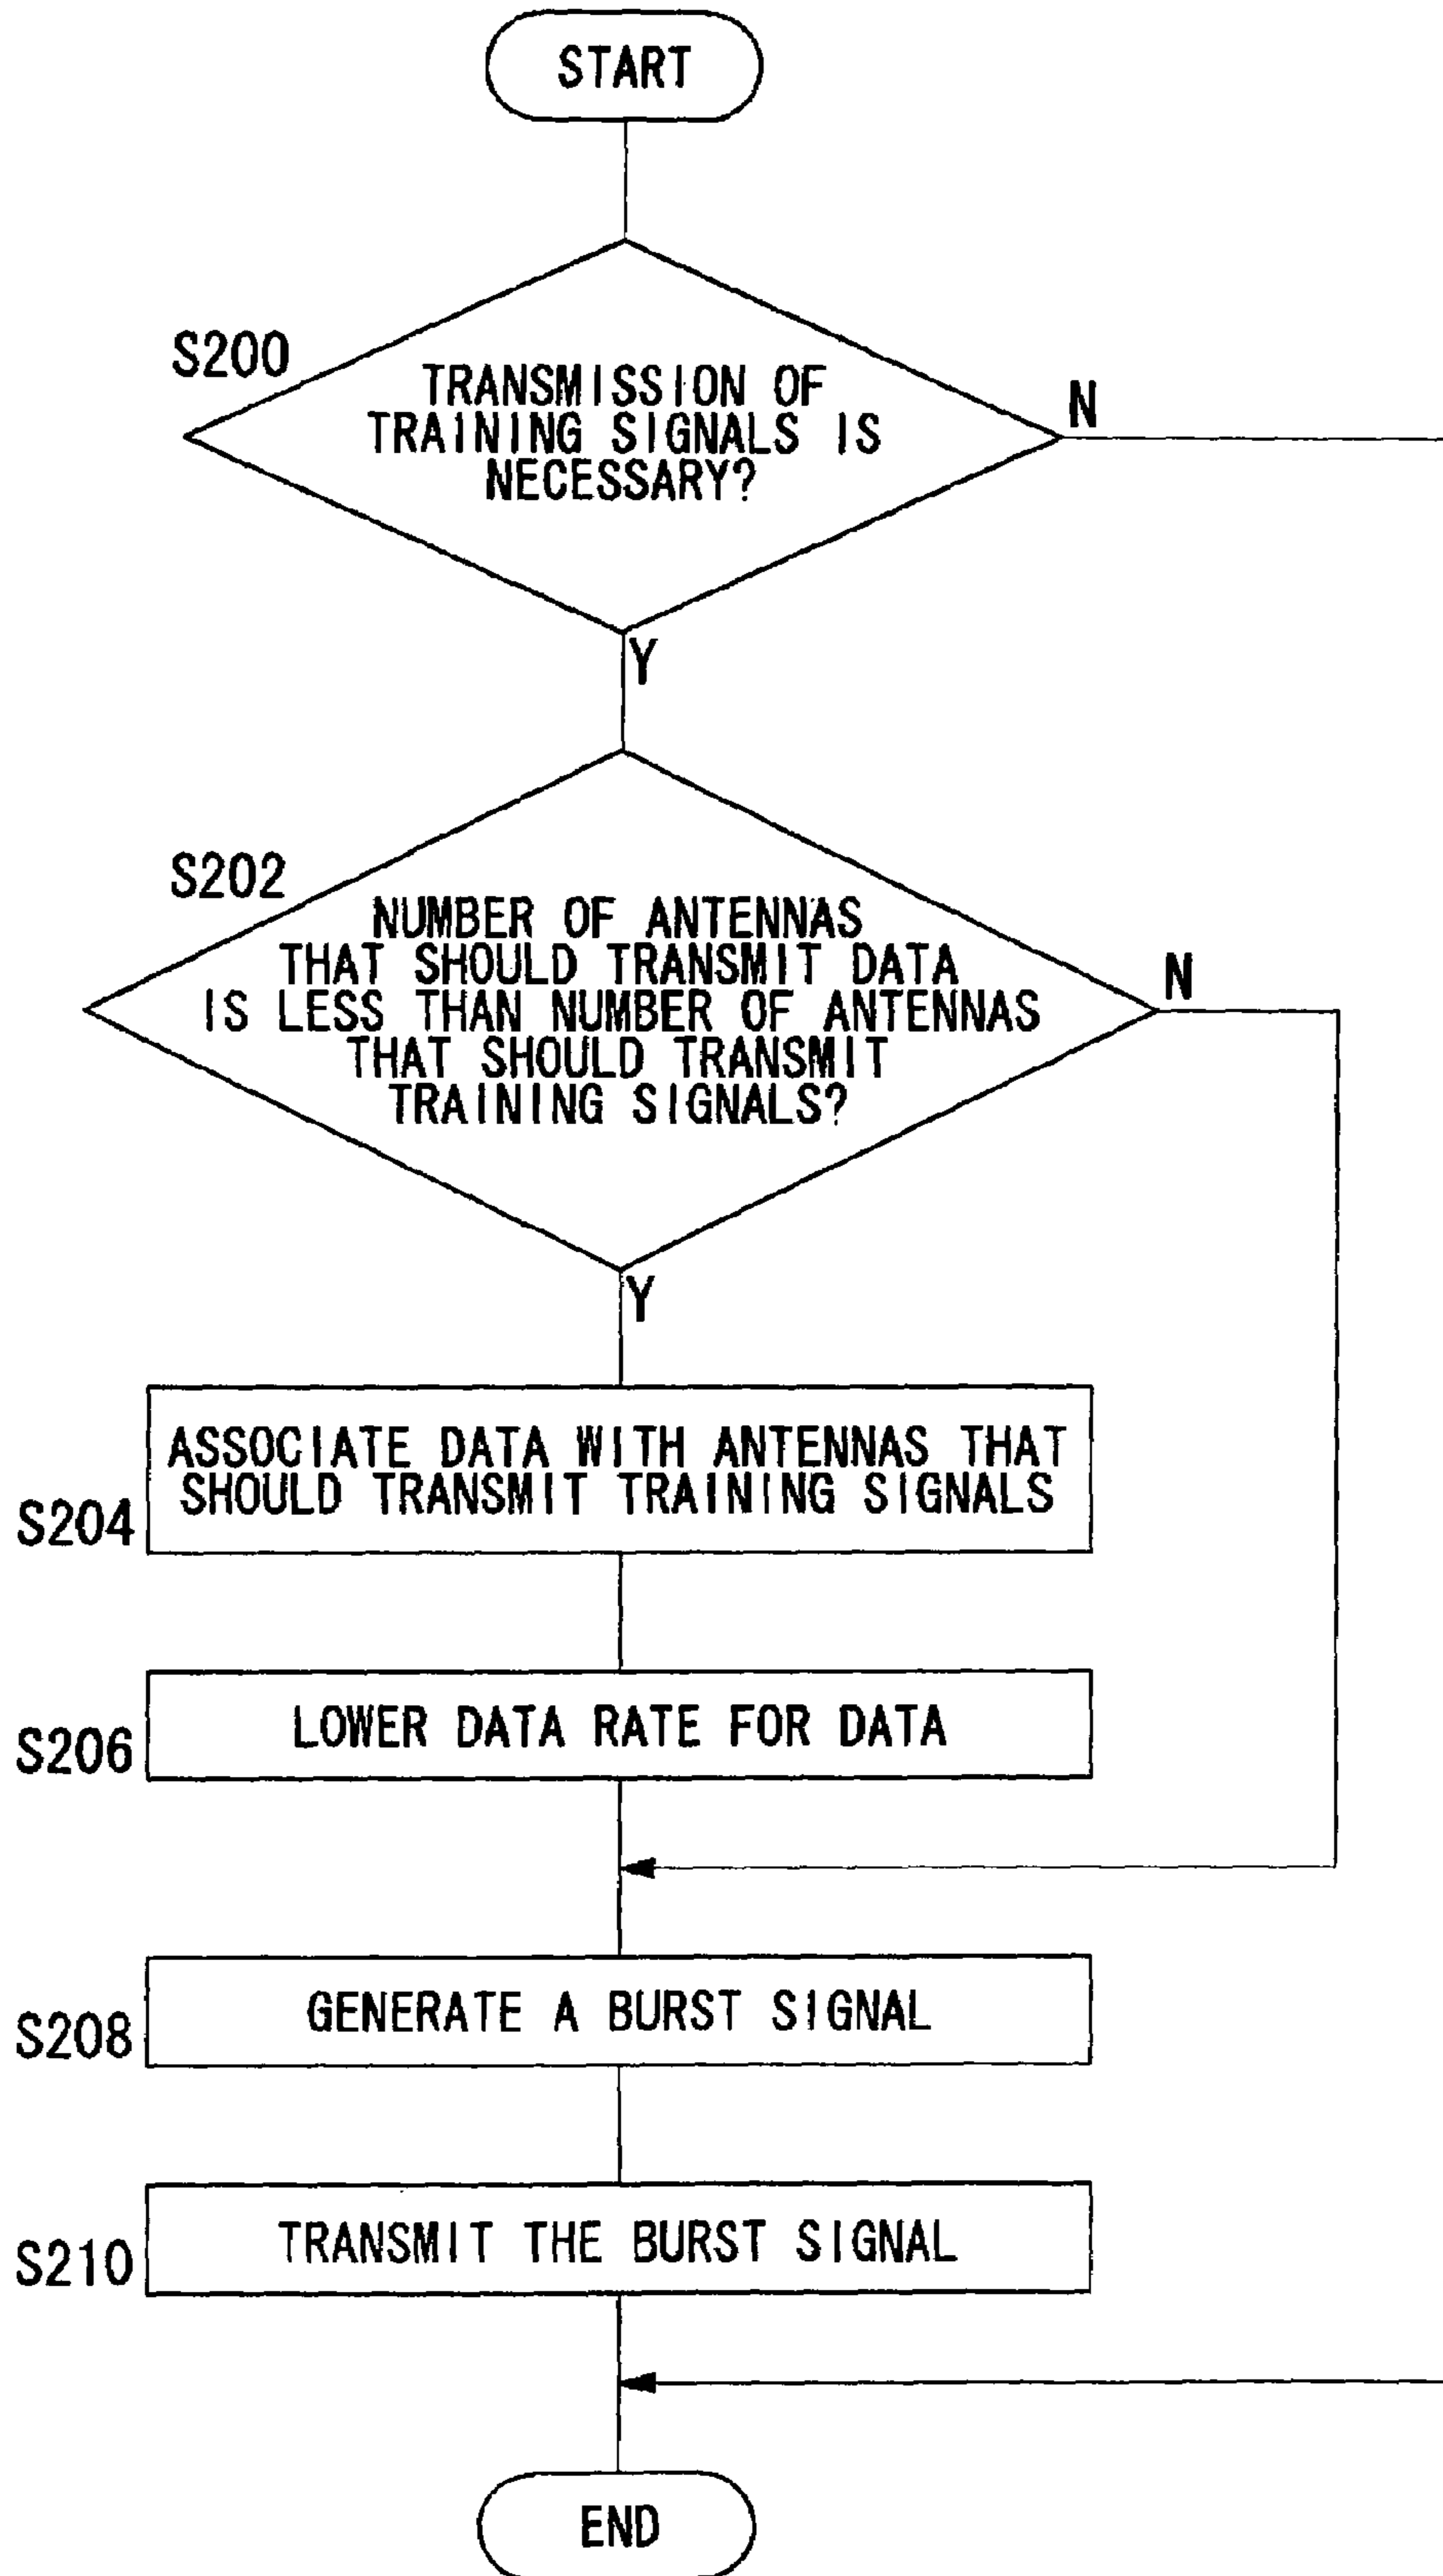 START
S200
TRANSMISSION OF
TRAINING SIGNALS IS
NECESSARY?
N
Y
S202
NUMBER OF ANTENNAS
THAT SHOULD TRANSMIT DATA
IS LESS THAN NUMBER OF ANTENNAS
THAT SHOULD TRANSMIT
TRAINING SIGNALS?
N
Y
ASSOCIATE DATA WITH ANTENNAS THAT
SHOULD TRANSMIT TRAINING SIGNALS
S204
LOWER DATA RATE FOR DATA
S206
GENERATE A BURST SIGNAL
S208
TRANSMIT THE BURST SIGNAL
S210
END